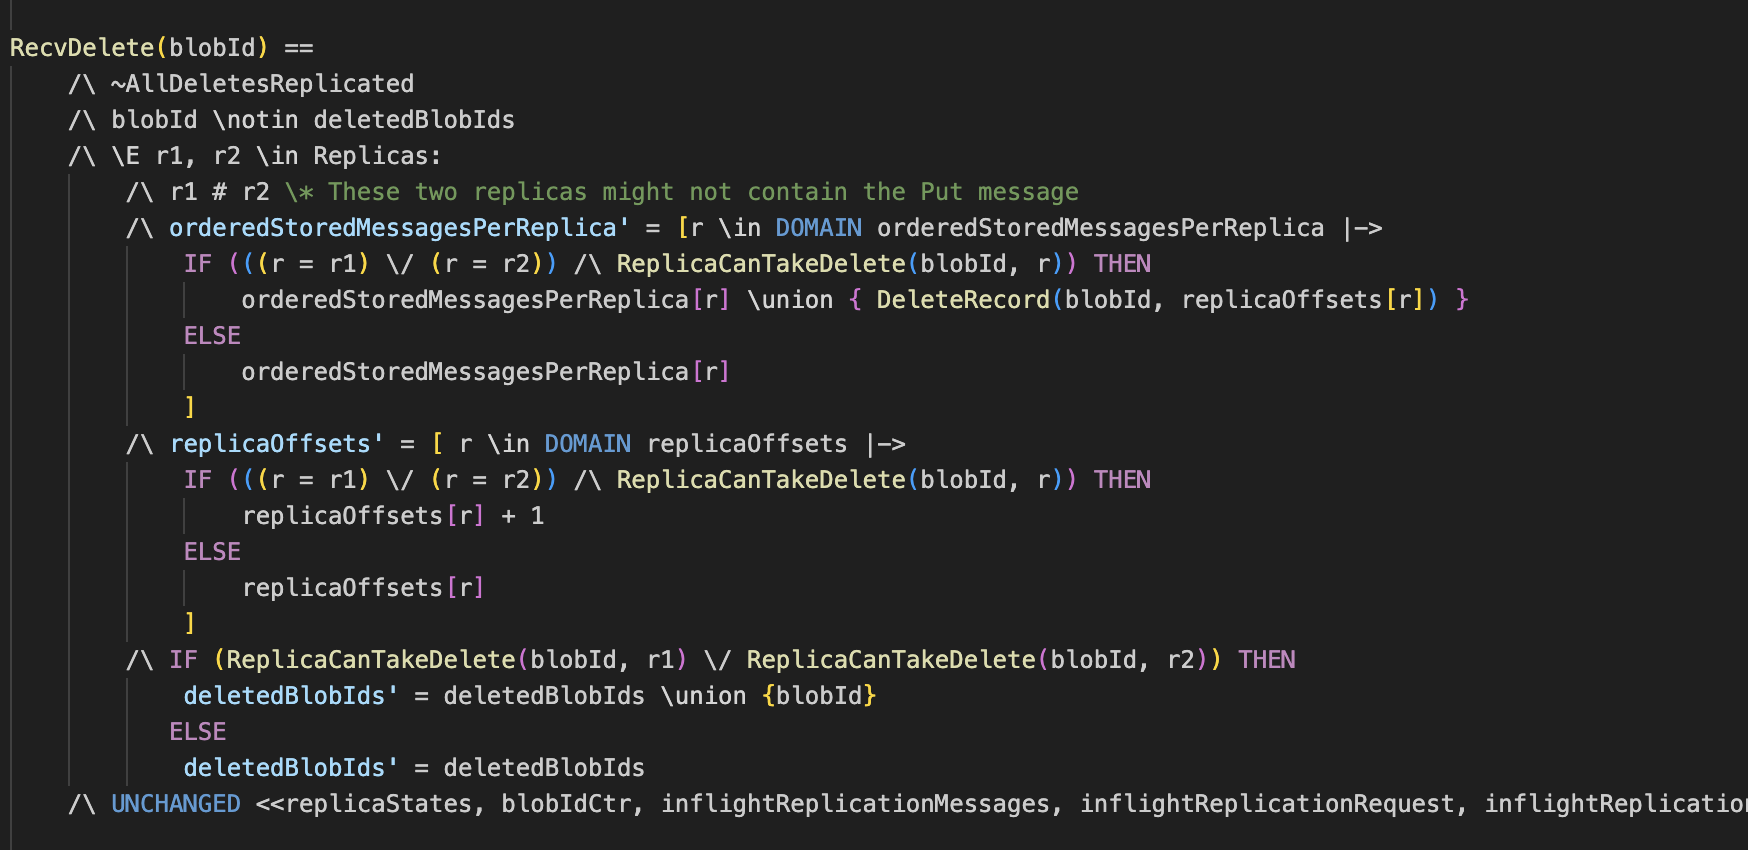 RecvDelete(blobId) ==
    /\ ~AllDeletesReplicated
    /\ blobId \notin deletedBlobIds
    /\ \E r1, r2 \in Replicas:
        /\ r1 # r2 \* These two replicas might not contain the Put message
        /\ orderedStoredMessagesPerReplica' = [r \in DOMAIN orderedStoredMessagesPerReplica |->
            IF (((r = r1) \/ (r = r2)) /\ ReplicaCanTakeDelete(blobId, r)) THEN
                orderedStoredMessagesPerReplica[r] \union { DeleteRecord(blobId, replicaOffsets[r]) }
            ELSE
                orderedStoredMessagesPerReplica[r]
            ]
        /\ replicaOffsets' = [ r \in DOMAIN replicaOffsets |->
            IF (((r = r1) \/ (r = r2)) /\ ReplicaCanTakeDelete(blobId, r)) THEN
                replicaOffsets[r] + 1
            ELSE
                replicaOffsets[r]
            ]
        /\ IF (ReplicaCanTakeDelete(blobId, r1) \/ ReplicaCanTakeDelete(blobId, r2)) THEN
            deletedBlobIds' = deletedBlobIds \union {blobId}
           ELSE
            deletedBlobIds' = deletedBlobIds
    /\ UNCHANGED <<replicaStates, blobIdCtr, inflightReplicationMessages, inflightReplicationRequest,